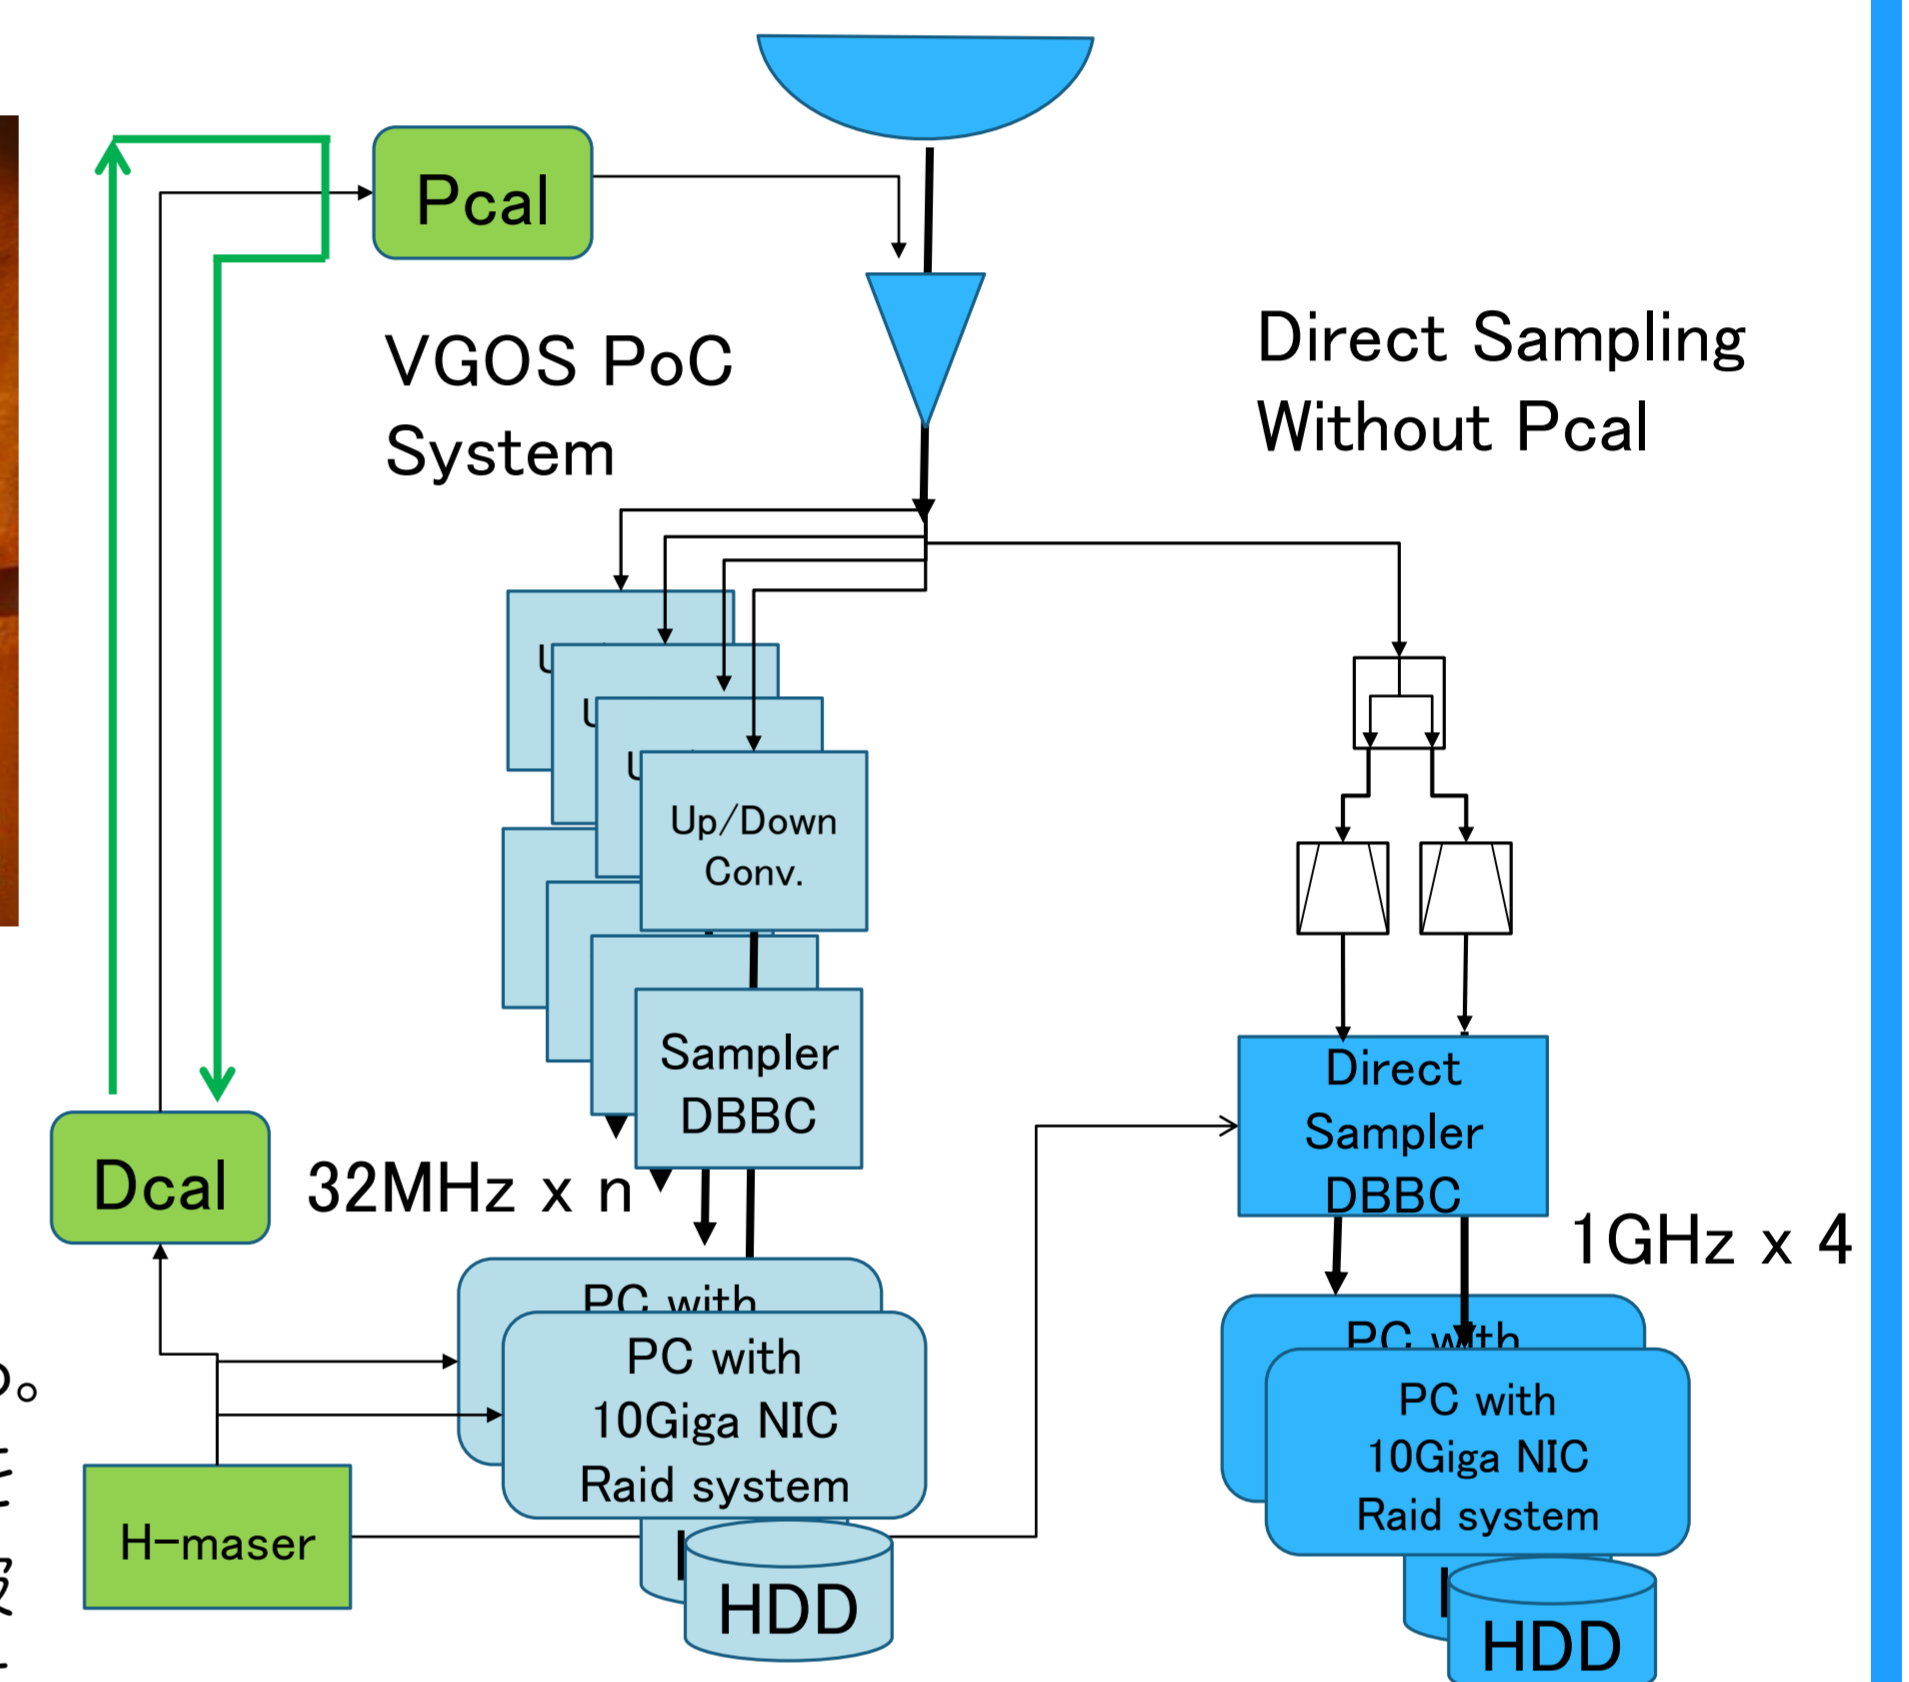 Pcal
VGOS PoC
System
Direct Sampling
Without Pcal
Up/Down
Conv.
Sampler
DBBC
Direct
Sampler
DBBC
Dcal
32MHz x n
1GHz x 4
PC with
PC with
10Giga NIC
Raid system
PC with
PC with
10Giga NIC
Raid system
H-maser
HDD
HDD